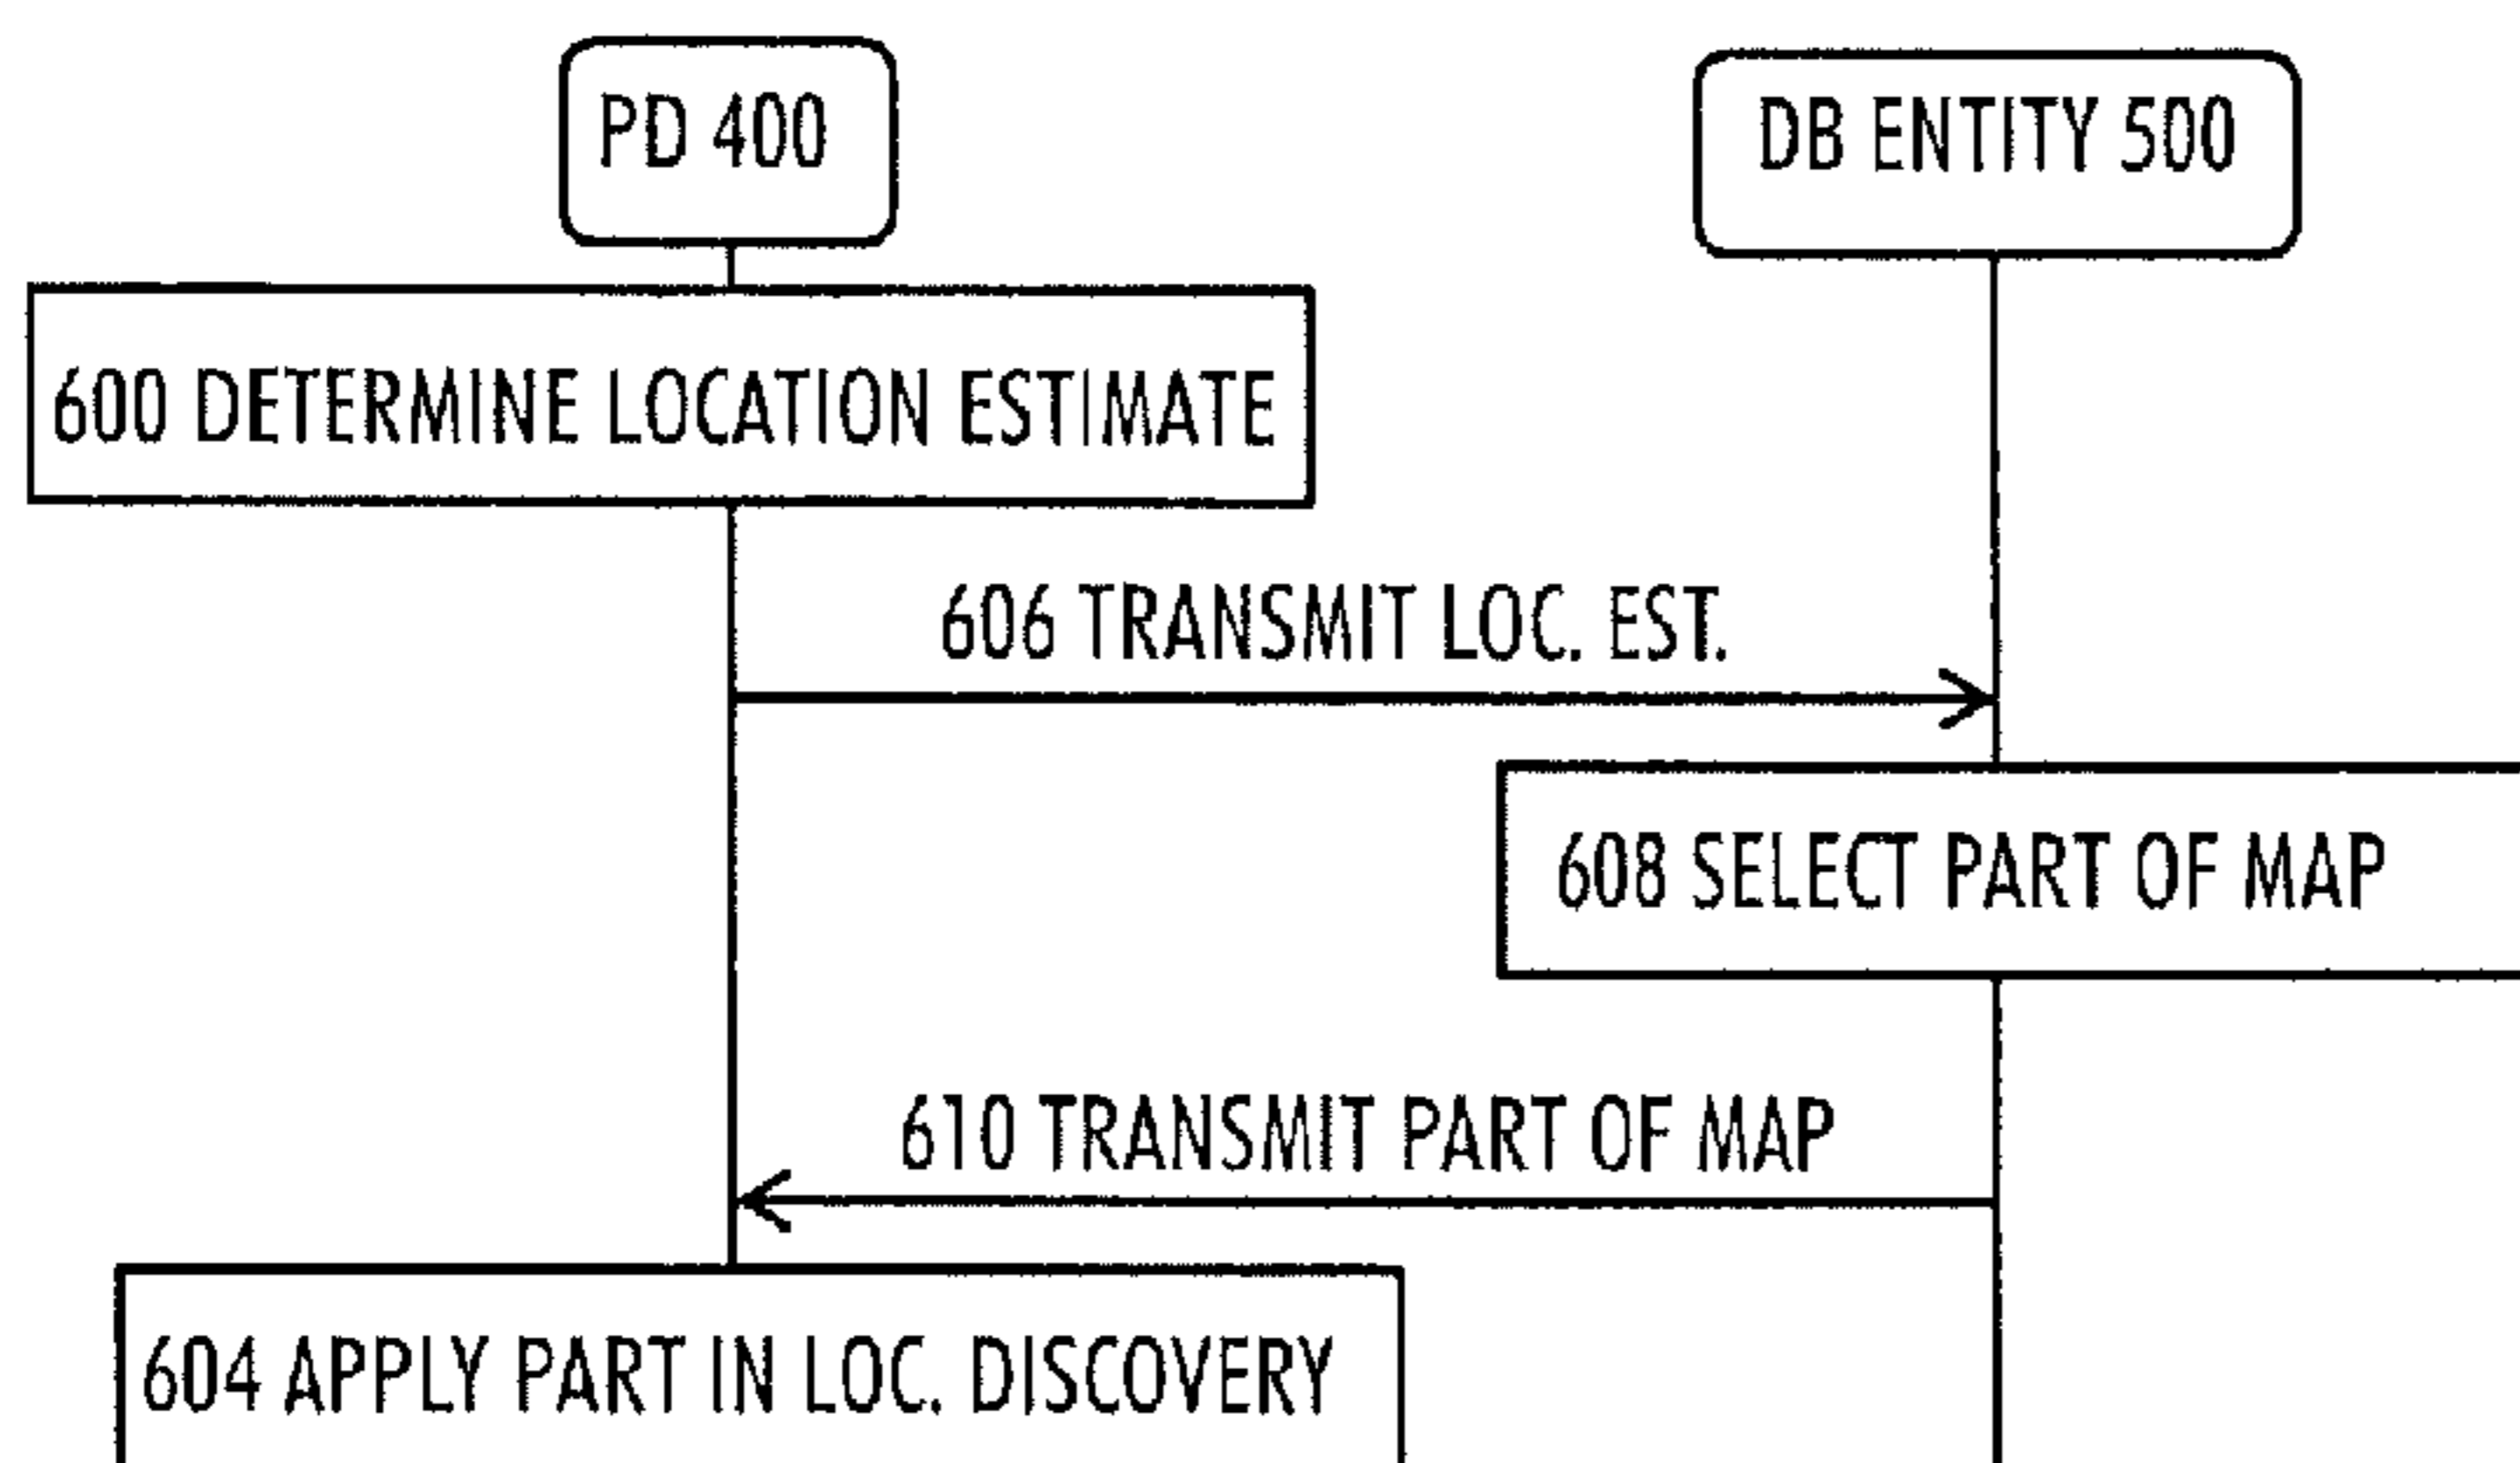 PD 400
DB ENTITY 500
600 DETERMINE LOCATION ESTIMATE
606 TRANSMIT LOC. EST.
608 SELECT PART OF MAP
610 TRANSMIT PART OF MAP
604 APPLY PART IN LOC. DISCOVERY